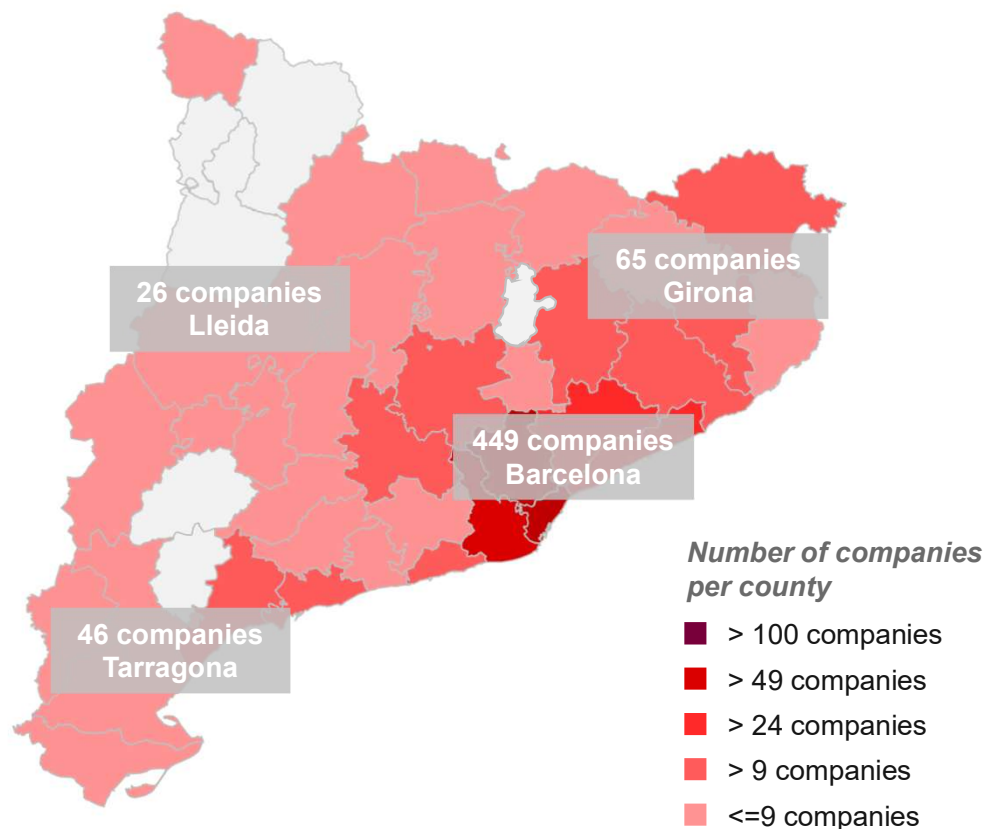 65 companies
Girona
26 companies
Lleida
449 companies
Barcelona
Number of companies
per county
> 100 companies
> 49 companies
> 24 companies
> 9 companies
<=9 companies
46 companies
Tarragona